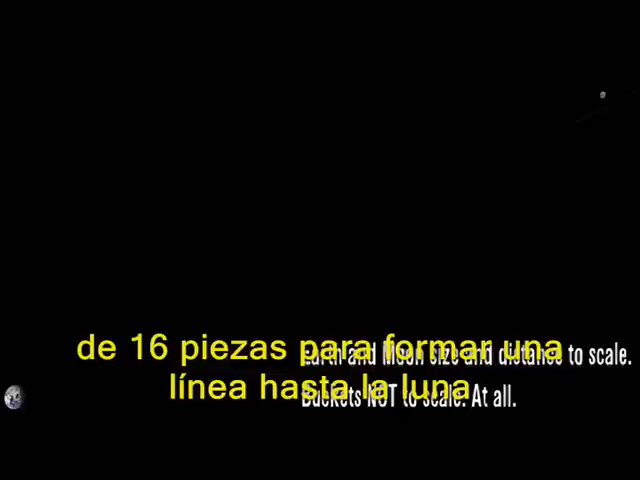 de 16 piezas para formar una
línea hasta la luna
Earth and Moon size and distance to scale.
Buckets NOT to scale. At all.